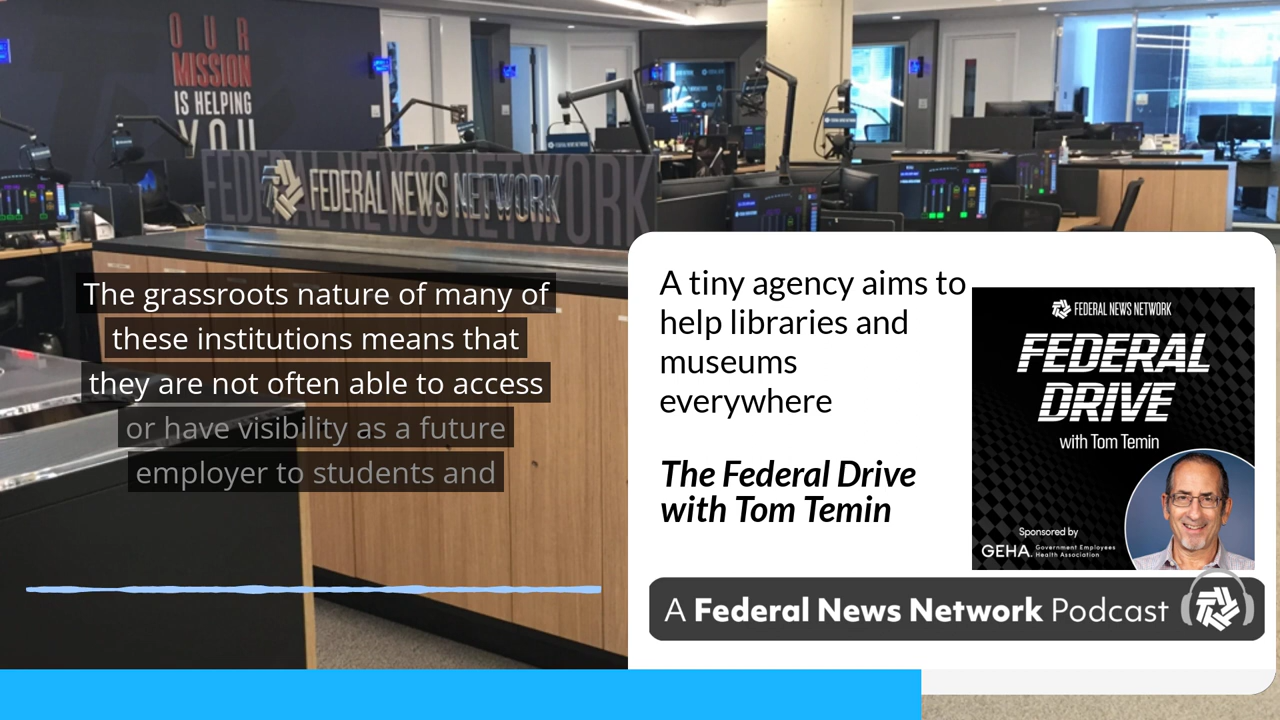 OUR
MISSION
IS HELPING
YOU
FEDERAL NEWS NETWORK
FEDERAL NEWS NETWORK
The grassroots nature of many of
these institutions means that
they are not often able to access
or have visibility as a future
employer to students and
A tiny agency aims to
help libraries and
museums
everywhere
The Federal Drive
with Tom Temin
FEDERAL NEWS NETWORK
FEDERAL
DRIVE
with Tom Temin
Sponsored by
GEHA. Government Employees
Health Association
A Federal News Network Podcast